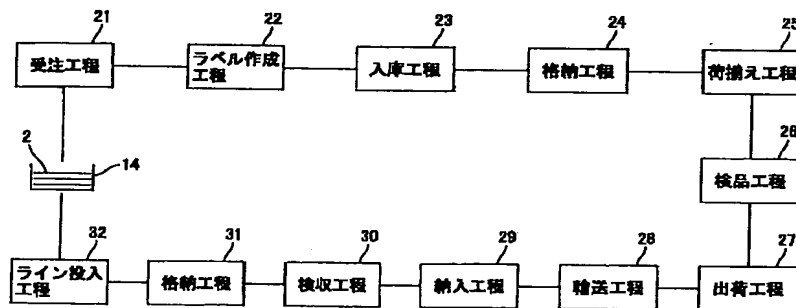 21
受注工程
22
ラベル作成
工程
23
入庫工程
24
格納工程
25
荷揃え工程
26
検品工程
27
出荷工程
28
輸送工程
29
納入工程
30
検収工程
31
格納工程
32
ライン投入
工程
2
14